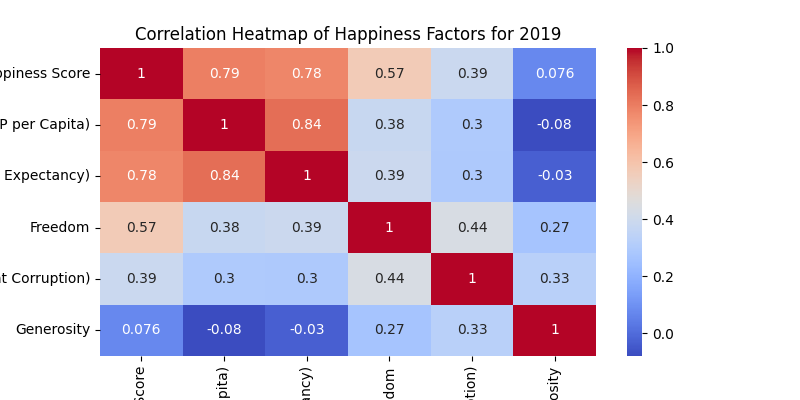 Correlation Heatmap of Happiness Factors for 2019
piness Score 1 0.79 0.78 0.57 0.39 0.076
P per Capita) 0.79 1 0.84 0.38 0.3 -0.08
Expectancy) 0.78 0.84 1 0.39 0.3 -0.03
Freedom 0.57 0.38 0.39 1 0.44 0.27
t Corruption) 0.39 0.3 0.3 0.44 1 0.33
Generosity 0.076 -0.08 -0.03 0.27 0.33 1
Score
pita)
ancy)
dom
tion)
osity
1.0
0.8
0.6
0.4
0.2
0.0